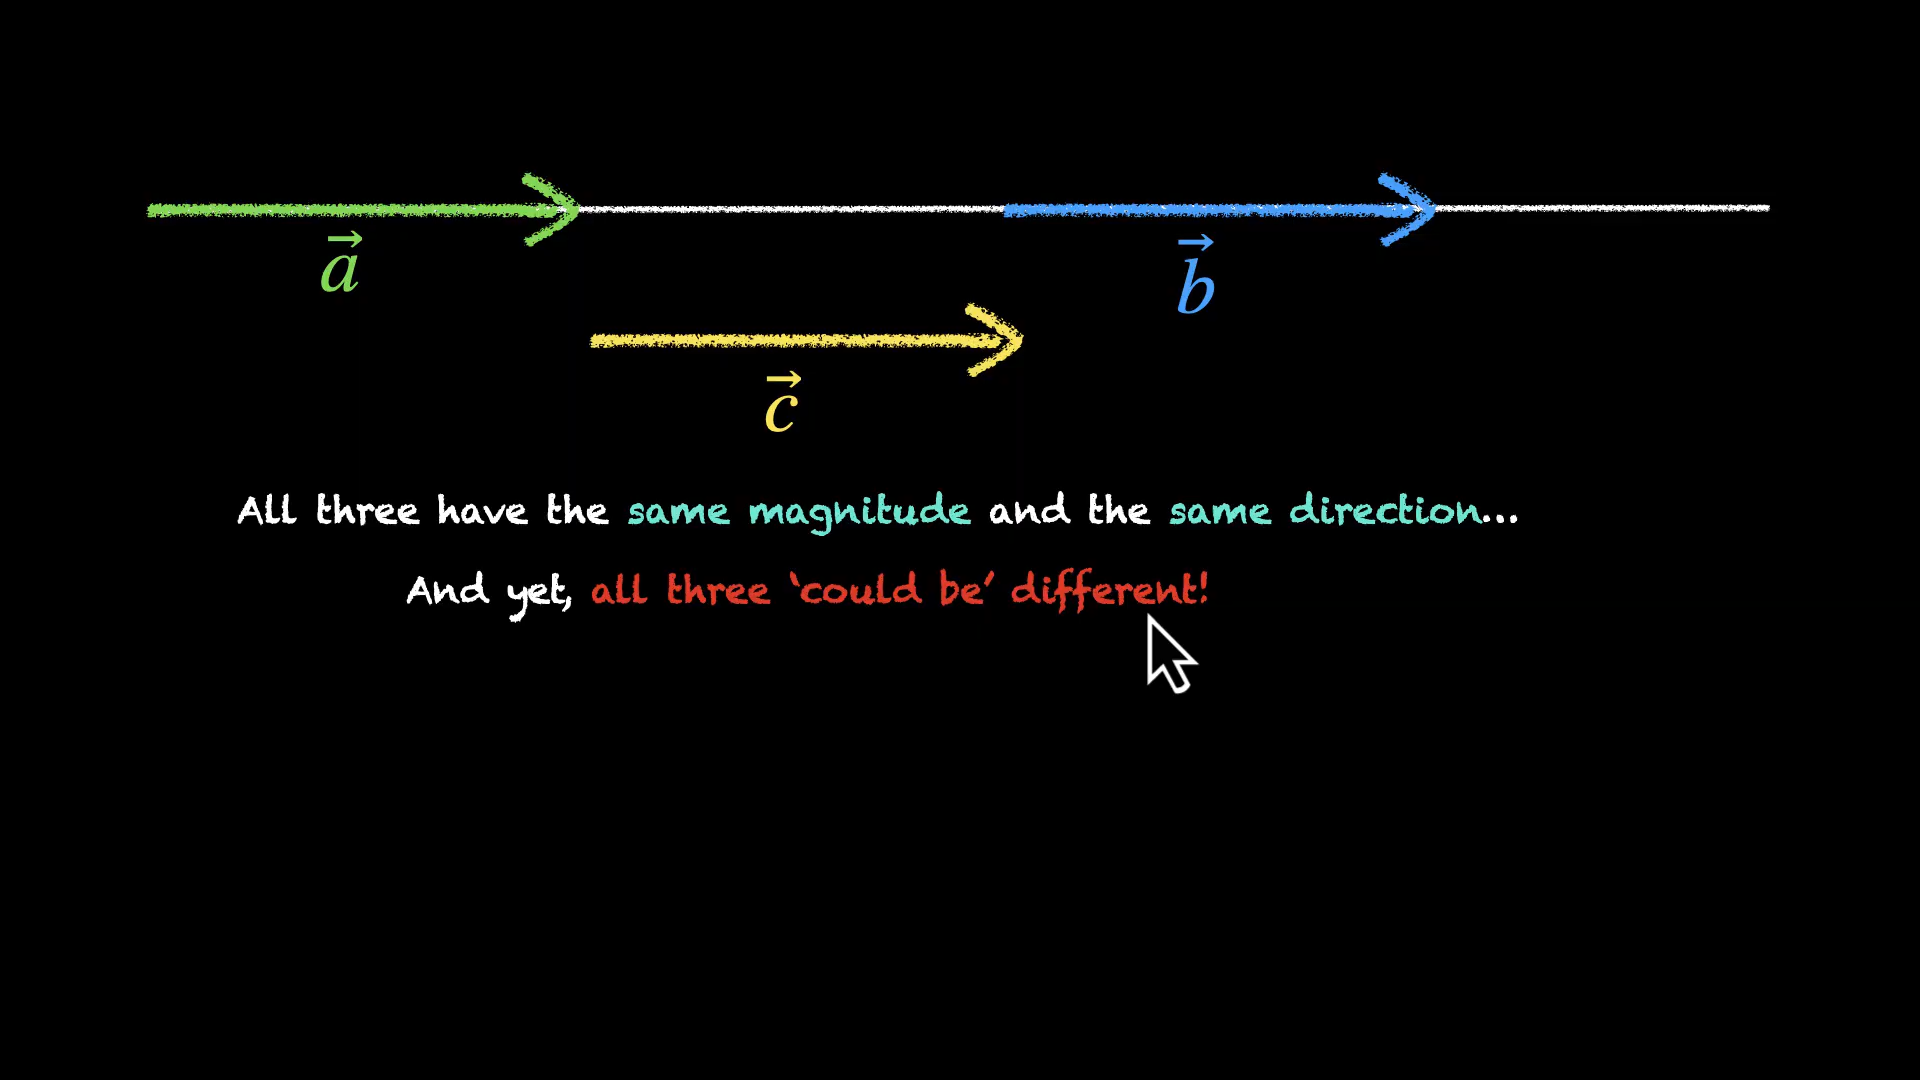 a⃗
b⃗
c⃗
All three have the same magnitude and the same direction...
And yet, all three ‘could be’ different!